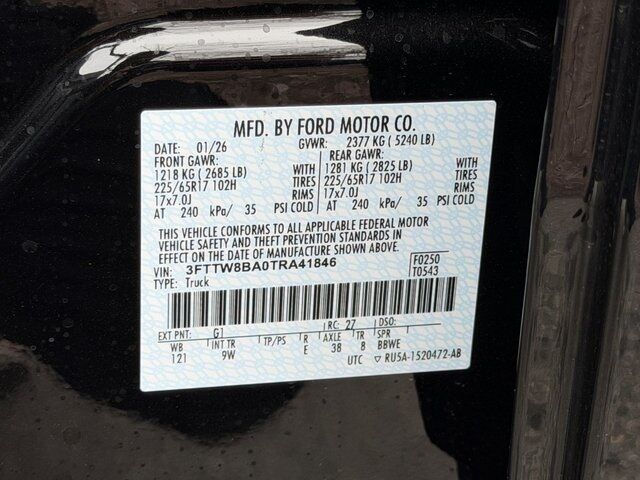 MFD. BY FORD MOTOR CO.
DATE: 01/26 GVWR: 2377 KG ( 5240 LB)
FRONT GAWR: REAR GAWR:
1218 KG ( 2685 LB) WITH 1281 KG ( 2825 LB) WITH
225/65R17 102H TIRES 225/65R17 102H TIRES
17x7.0J RIMS 17x7.0J RIMS
AT 240 kPa/ 35 PSI COLD AT 240 kPa/ 35 PSI COLD
THIS VEHICLE CONFORMS TO ALL APPLICABLE FEDERAL MOTOR
VEHICLE SAFETY AND THEFT PREVENTION STANDARDS IN
EFFECT ON THE DATE OF MANUFACTURE SHOWN ABOVE.
VIN: 3FTTW8BA0TRA41846 F0250
TYPE: Truck T0543
EXT PNT: G1 RC: 27 DSO:
WB INT TR TP/PS R AXLE TR SPR
121 9W E 38 8 BBWE
UTC ▽ RU5A-1520472-AB